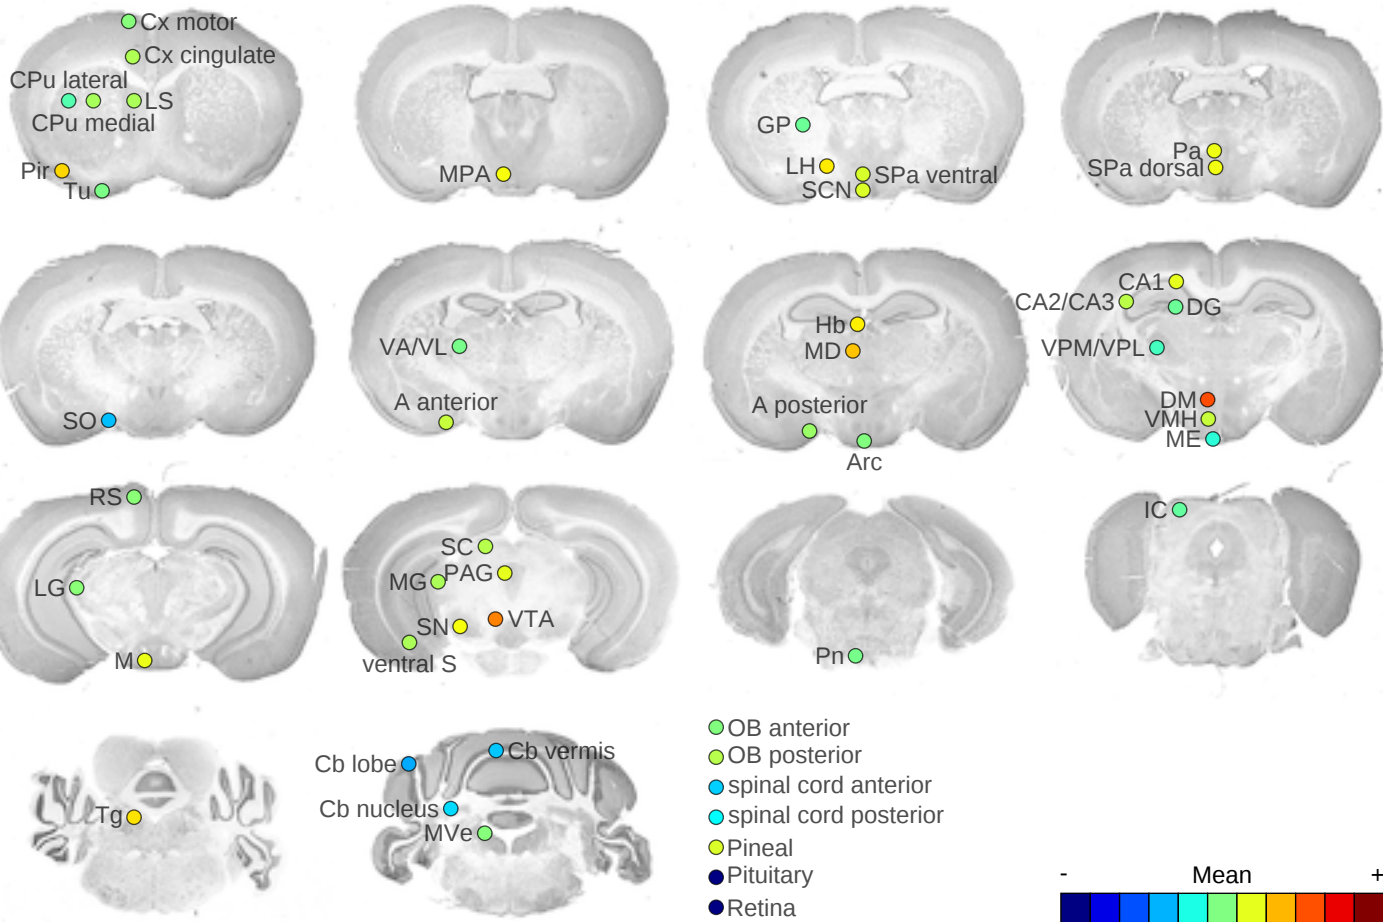 Cx motor
Cx cingulate
CPu lateral
LS
CPu medial
Pir
Tu
MPA
GP
LH
SPa ventral
SCN
Pa
SPa dorsal
SO
VA/VL
A anterior
Hb
MD
A posterior
Arc
CA1
CA2/CA3
DG
VPM/VPL
DM
VMH
ME
RS
LG
M
SC
MG
PAG
SN
VTA
ventral S
Pn
IC
Tg
Cb lobe
Cb vermis
Cb nucleus
MVe
OB anterior
OB posterior
spinal cord anterior
spinal cord posterior
Pineal
Pituitary
Retina
- Mean +